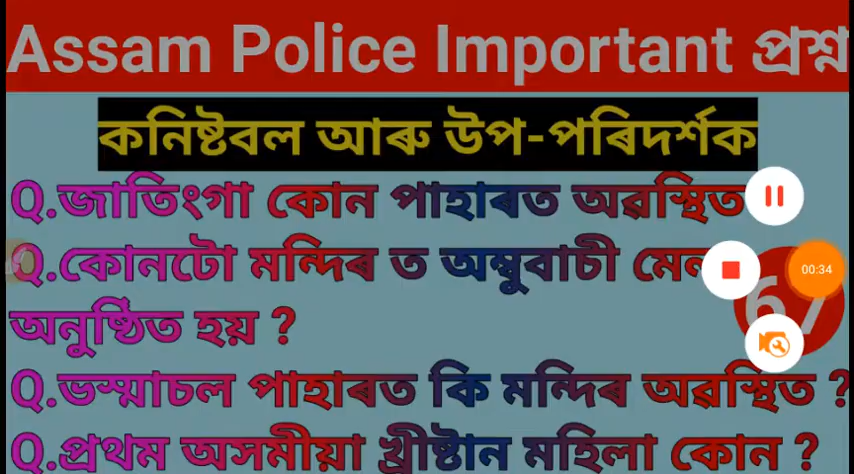 Assam Police Important প্ৰশ্ন
কনিষ্টবল আৰু উপ-পৰিদৰ্শক
Q.জাতিংগা কোন পাহাৰত অৱস্থিত
Q.কোনটো মন্দিৰ ত অম্বুবাচী
00:34
67
অনুষ্ঠিত হয় ?
Q.ভস্মাচল পাহাৰত কি মন্দিৰ অৱস্থিত ?
Q.প্ৰথম অসমীয়া খ্ৰীষ্টান মহিলা কোন ?